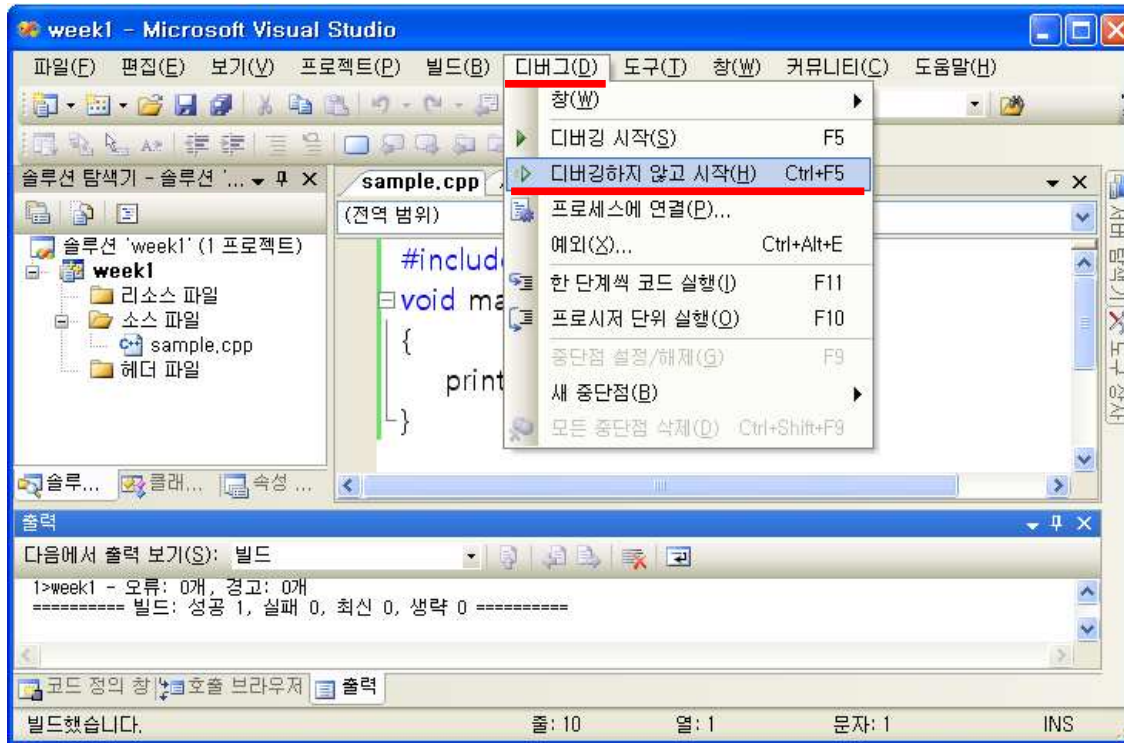 week1 - Microsoft Visual Studio
파일(F) 편집(E) 보기(V) 프로젝트(P) 빌드(B) 디버그(D) 도구(T) 창(W) 커뮤니티(C) 도움말(H)
창(W)
디버깅 시작(S) F5
디버깅하지 않고 시작(H) Ctrl+F5
프로세스에 연결(P)...
예외(X)... Ctrl+Alt+E
한 단계씩 코드 실행(I) F11
프로시저 단위 실행(O) F10
중단점 설정/해제(G) F9
새 중단점(B)
모든 중단점 삭제(D) Ctrl+Shift+F9
솔루션 탐색기 - 솔루션 '...
솔루션 'week1' (1 프로젝트)
week1
리소스 파일
소스 파일
sample.cpp
헤더 파일
솔루... 클래... 속성 ...
sample.cpp
(전역 범위)
#includ
void ma
{
print
}
서버 탐색기
도구 상자
출력
다음에서 출력 보기(S): 빌드
1>week1 - 오류: 0개, 경고: 0개
========== 빌드: 성공 1, 실패 0, 최신 0, 생략 0 ==========
코드 정의 창 호출 브라우저 출력
빌드했습니다. 줄: 10 열: 1 문자: 1 INS